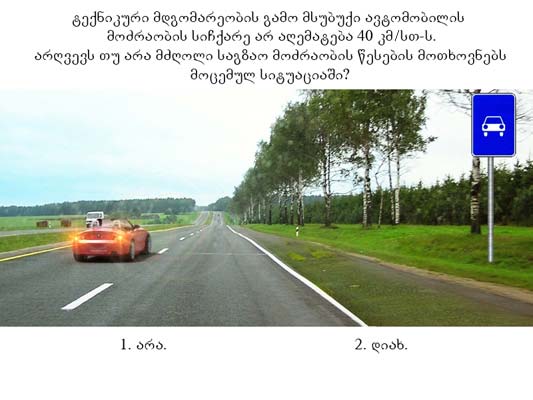 ტექნიკური მდგომარეობის გამო მსუბუქი ავტომობილის
მოძრაობის სიჩქარე არ აღემატება 40 კმ/სთ-ს.
არღვევს თუ არა მძღოლი საგზაო მოძრაობის წესების მოთხოვნებს
მოცემულ სიტუაციაში?
1. არა.
2. დიახ.